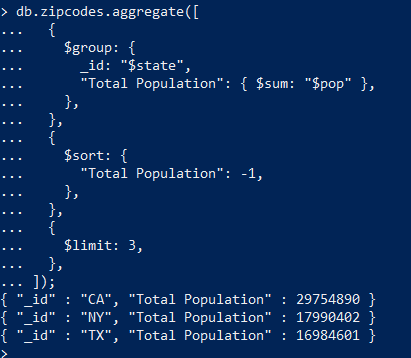 > db.zipcodes.aggregate([
...   {
...     $group: {
...       _id: "$state",
...       "Total Population": { $sum: "$pop" },
...     },
...   },
...   {
...     $sort: {
...       "Total Population": -1,
...     },
...   },
...   {
...     $limit: 3,
...   },
... ]);
{ "_id" : "CA", "Total Population" : 29754890 }
{ "_id" : "NY", "Total Population" : 17990402 }
{ "_id" : "TX", "Total Population" : 16984601 }
>